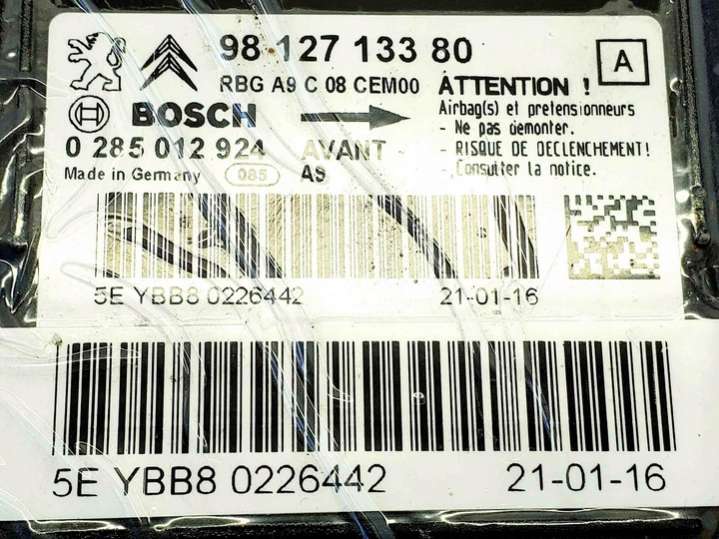 98 127 133 80
A
RBG A9 C 08 CEM00
ATTENTION !
BOSCH
Airbag(s) et pretensionneurs
- Ne pas demonter.
0 285 012 924
AVANT
- RISQUE DE DECLENCHEMENT!
Made in Germany
085
A9
- Consulter la notice.
5E YBB8 0226442
21-01-16
5E YBB8 0226442
21-01-16